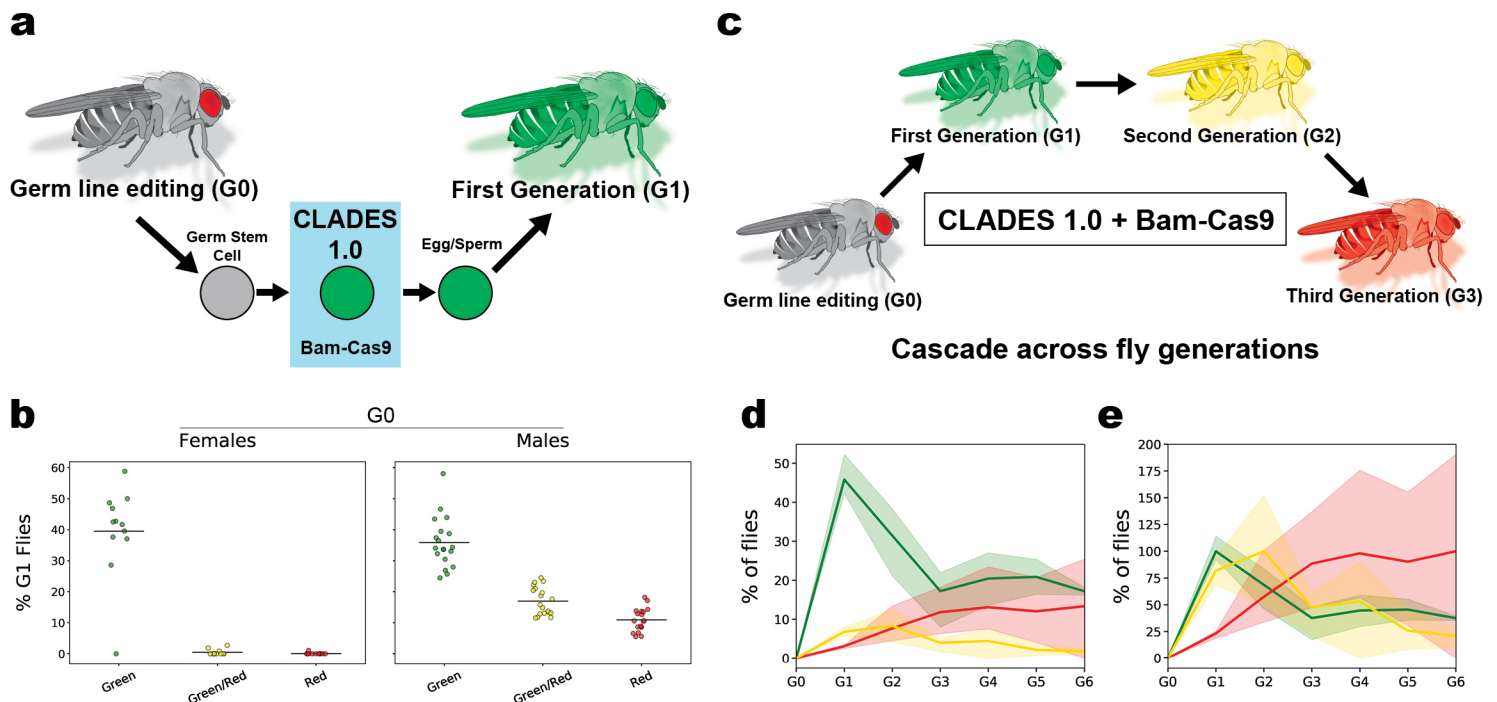 a
Germ line editing (G0)
First Generation (G1)
Germ Stem
Cell
CLADES
1.0
Egg/Sperm
Bam-Cas9
c
First Generation (G1)
Second Generation (G2)
CLADES 1.0 + Bam-Cas9
Germ line editing (G0)
Third Generation (G3)
Cascade across fly generations
b
G0
Females
Males
% G1 Flies
60
50
40
30
20
10
0
Green
Green/Red
Red
Green
Green/Red
Red
d
% of flies
50
40
30
20
10
0
G0
G1
G2
G3
G4
G5
G6
e
% of flies
200
175
150
125
100
75
50
25
0
G0
G1
G2
G3
G4
G5
G6